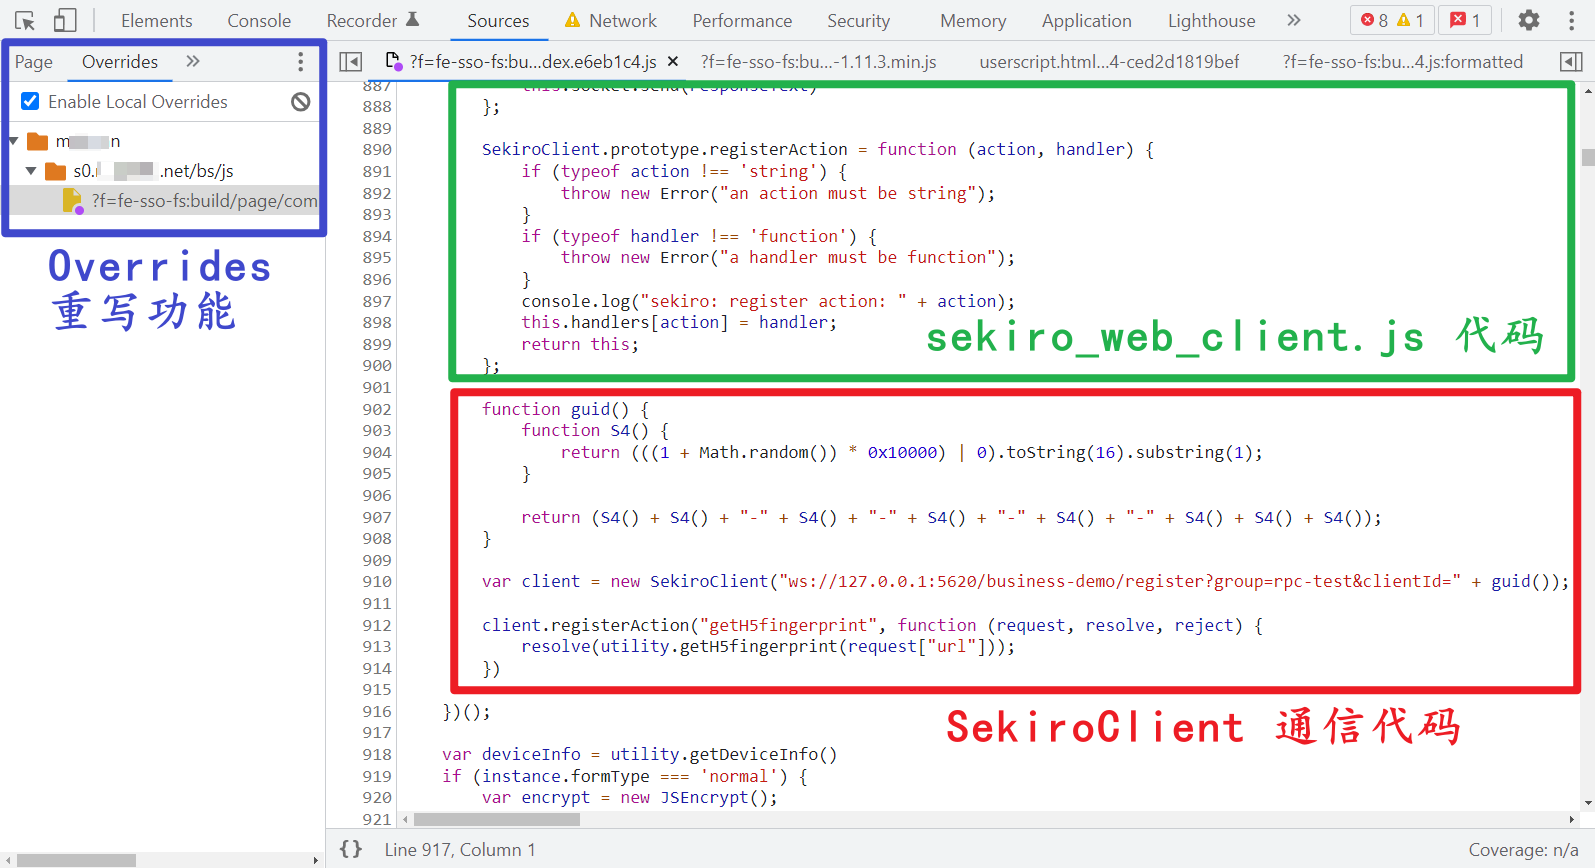 Elements Console Recorder Sources Network Performance Security Memory Application Lighthouse 8 1 1
Page Overrides
?f=fe-sso-fs:bu...dex.e6eb1c4.js ?f=fe-sso-fs:bu...-1.11.3.min.js userscript.html...4-ced2d1819bef ?f=fe-sso-fs:bu...4.js:formatted
Enable Local Overrides
m n
s0. .net/bs/js
?f=fe-sso-fs:build/page/com
Overrides
重写功能
887 this.socket.send(responseText)
888 };
889
890 SekiroClient.prototype.registerAction = function (action, handler) {
891 if (typeof action !== 'string') {
892 throw new Error("an action must be string");
893 }
894 if (typeof handler !== 'function') {
895 throw new Error("a handler must be function");
896 }
897 console.log("sekiro: register action: " + action);
898 this.handlers[action] = handler;
899 return this;
900 };
sekiro_web_client.js 代码
901
902 function guid() {
903 function S4() {
904 return (((1 + Math.random()) * 0x10000) | 0).toString(16).substring(1);
905 }
906
907 return (S4() + S4() + "-" + S4() + "-" + S4() + "-" + S4() + "-" + S4() + S4() + S4());
908 }
909
910 var client = new SekiroClient("ws://127.0.0.1:5620/business-demo/register?group=rpc-test&clientId=" + guid());
911
912 client.registerAction("getH5fingerprint", function (request, resolve, reject) {
913 resolve(utility.getH5fingerprint(request["url"]));
914 })
915
916 })();
SekiroClient 通信代码
917
918 var deviceInfo = utility.getDeviceInfo()
919 if (instance.formType === 'normal') {
920 var encrypt = new JSEncrypt();
921
{} Line 917, Column 1 Coverage: n/a